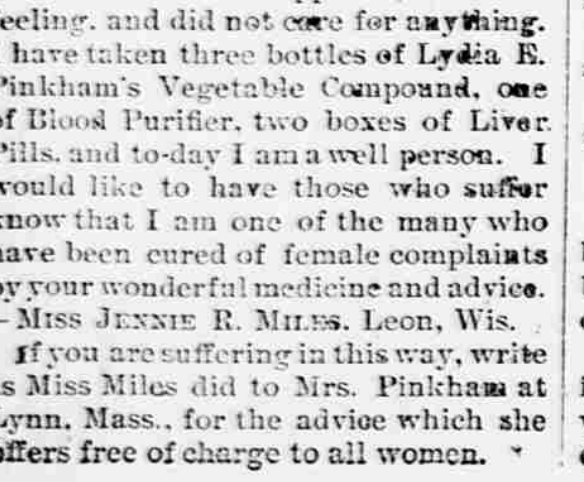 eeling, and did not care for anything.
have taken three bottles of Lydia E.
Pinkham's Vegetable Compound, one
of Blood Purifier, two boxes of Liver
Pills, and to-day I am a well person. I
would like to have those who suffer
know that I am one of the many who
have been cured of female complaints
by your wonderful medicine and advice.
- MISS JENNIE R. MILES, Leon, Wis.
If you are suffering in this way, write
as Miss Miles did to Mrs. Pinkham at
Lynn, Mass., for the advice which she
offers free of charge to all women.